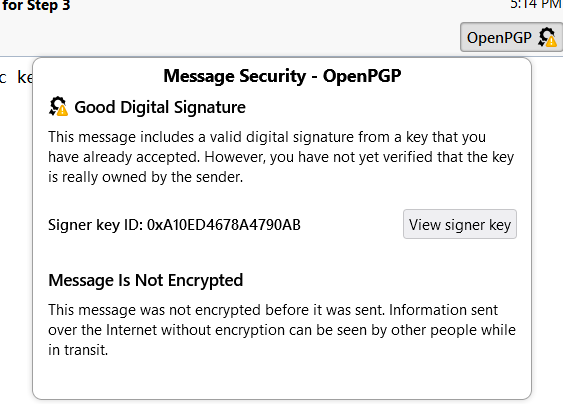 for Step 3
5:14 PM
OpenPGP
c ke
Message Security - OpenPGP
Good Digital Signature
This message includes a valid digital signature from a key that you
have already accepted. However, you have not yet verified that the key
is really owned by the sender.
Signer key ID: 0xA10ED4678A4790AB
View signer key
Message Is Not Encrypted
This message was not encrypted before it was sent. Information sent
over the Internet without encryption can be seen by other people while
in transit.